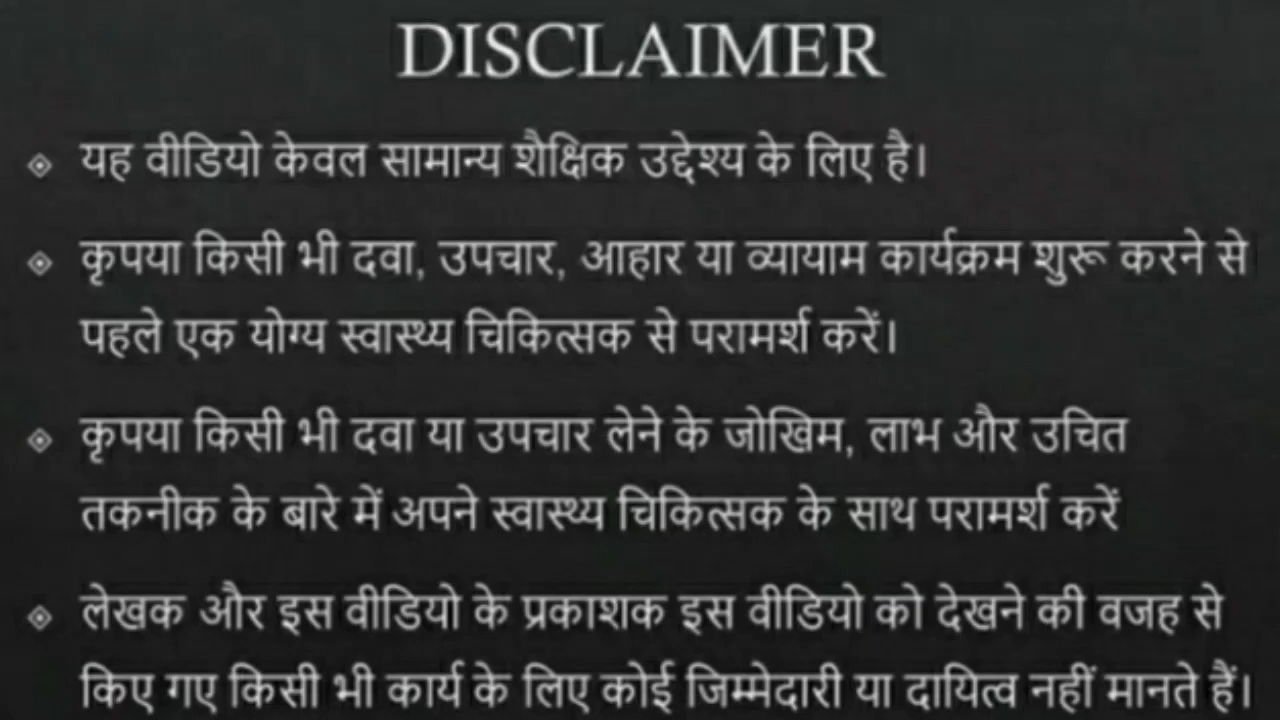 DISCLAIMER
यह वीडियो केवल सामान्य शैक्षिक उद्देश्य के लिए है।
कृपया किसी भी दवा, उपचार, आहार या व्यायाम कार्यक्रम शुरू करने से
पहले एक योग्य स्वास्थ्य चिकित्सक से परामर्श करें।
कृपया किसी भी दवा या उपचार लेने के जोखिम, लाभ और उचित
तकनीक के बारे में अपने स्वास्थ्य चिकित्सक के साथ परामर्श करें
लेखक और इस वीडियो के प्रकाशक इस वीडियो को देखने की वजह से
किए गए किसी भी कार्य के लिए कोई जिम्मेदारी या दायित्व नहीं मानते हैं।